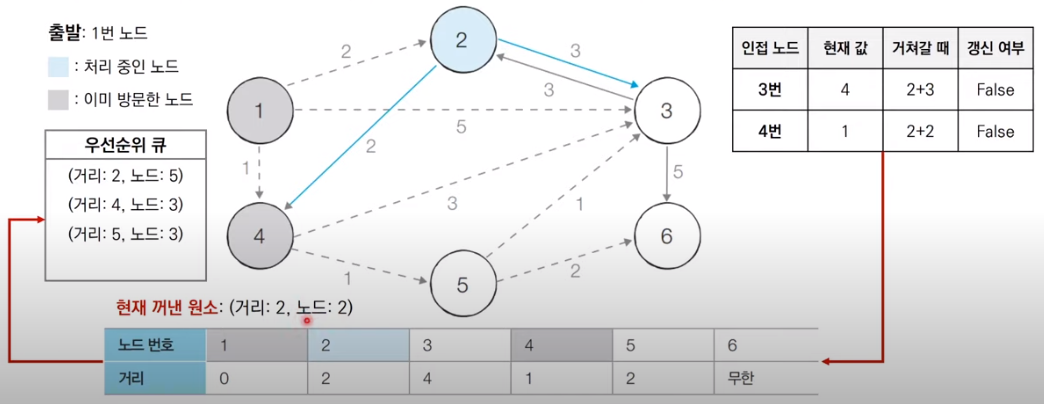 출발: 1번 노드
: 처리 중인 노드
: 이미 방문한 노드
우선순위 큐
(거리: 2, 노드: 5)
(거리: 4, 노드: 3)
(거리: 5, 노드: 3)
2
3
2
3
1
3
5
1
2
5
4
3
1
6
1
5
2
인접 노드 현재 값 거쳐갈 때 갱신 여부
3번 4 2+3 False
4번 1 2+2 False
현재 꺼낸 원소: (거리: 2, 노드: 2)
노드 번호 1 2 3 4 5 6
거리 0 2 4 1 2 무한